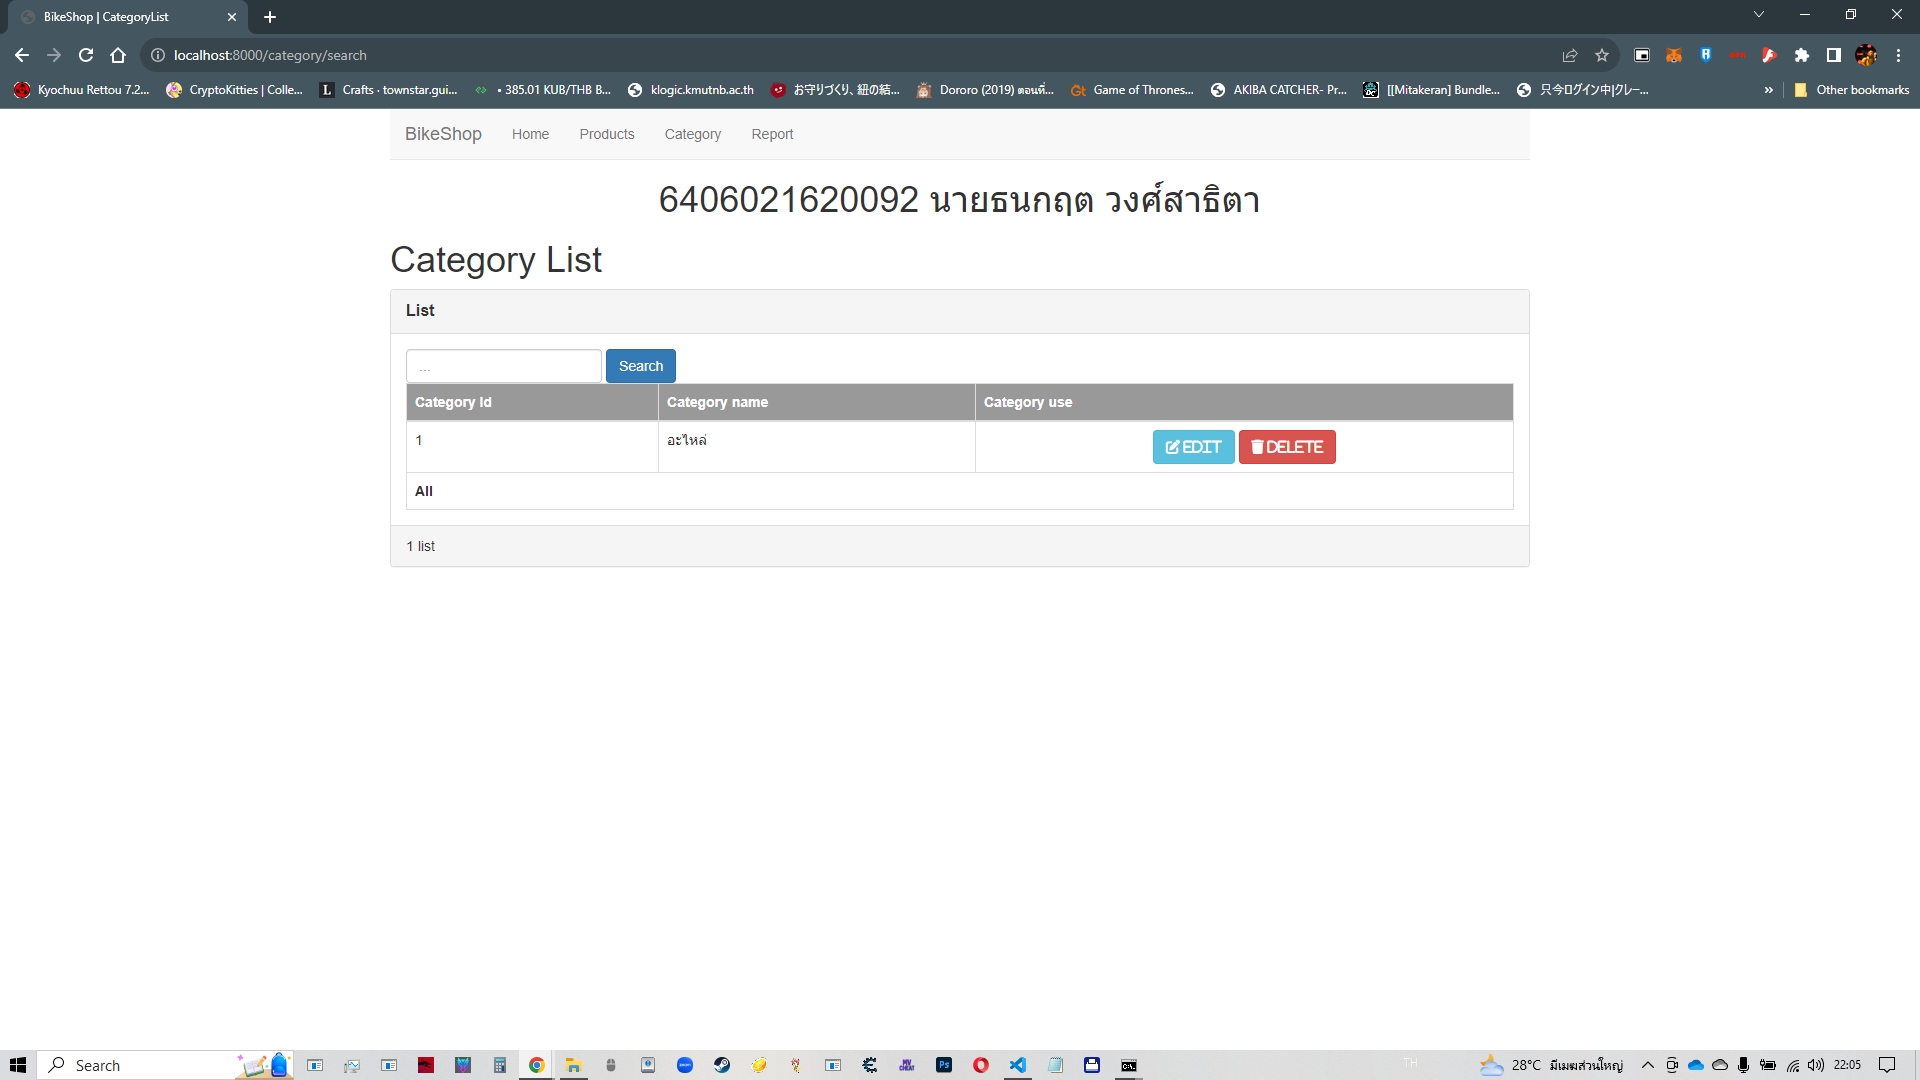 BikeShop | CategoryList
localhost:8000/category/search
Kyochuu Rettou 7.2... CryptoKitties | Colle... Crafts · townstar.gui... • 385.01 KUB/THB B... klogic.kmutnb.ac.th お守りづくり、紐の結... Dororo (2019) ตอนที่... Game of Thrones... AKIBA CATCHER- Pr... [[Mitakeran] Bundle... 只今ログイン中|クレー... » Other bookmarks
BikeShop Home Products Category Report
6406021620092 นายธนกฤต วงศ์สาธิตา
Category List
List
... Search
Category Id Category name Category use
1 อะไหล่ EDIT DELETE
All
1 list
Search 28°C มีเมฆส่วนใหญ่ 22:05